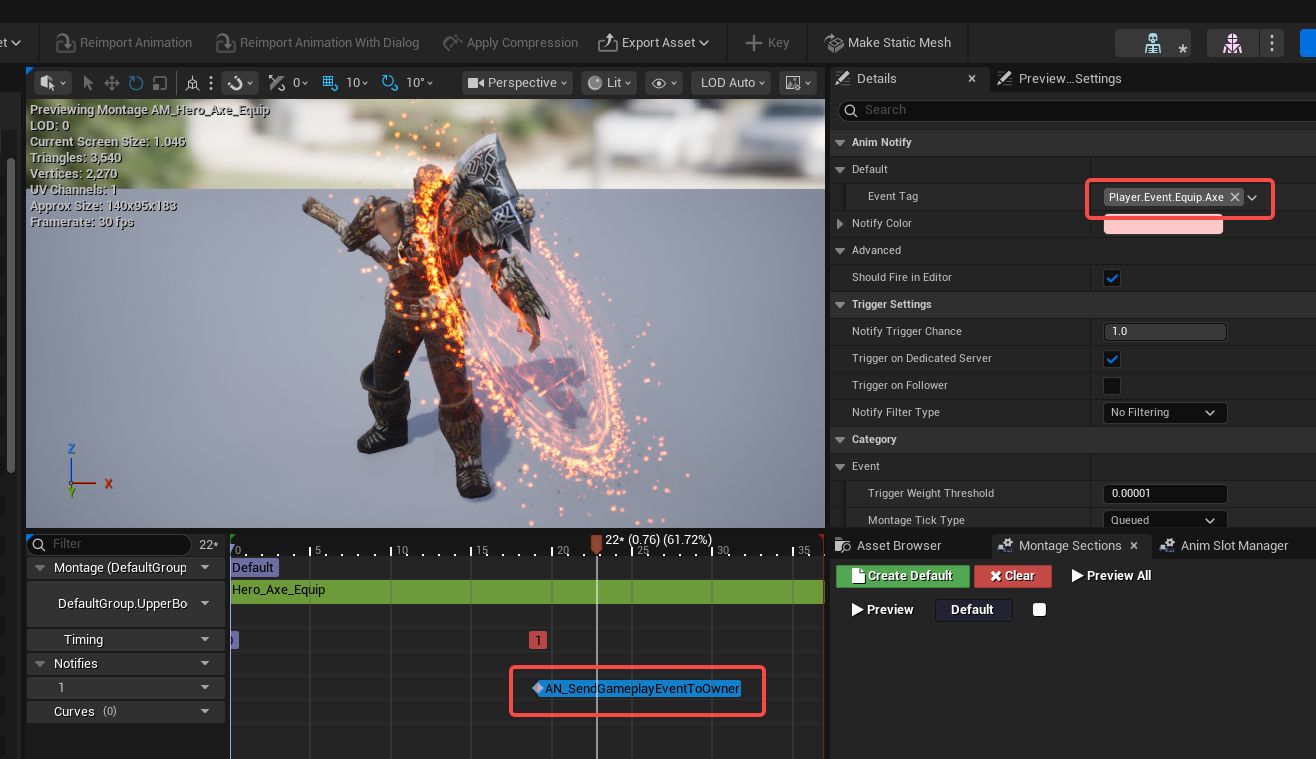 et
Reimport Animation
Reimport Animation With Dialog
Apply Compression
Export Asset
Key
Make Static Mesh
0
10
10°
Perspective
Lit
LOD Auto
Previewing Montage AM_Hero_Axe_Equip
LOD: 0
Current Screen Size: 1.046
Triangles: 3,540
Vertices: 2,270
UV Channels: 1
Approx Size: 140x95x183
Framerate: 30 fps
Z
X
Y
Details
Preview...Settings
Search
Anim Notify
Default
Event Tag
Player.Event.Equip.Axe
Notify Color
Advanced
Should Fire in Editor
Trigger Settings
Notify Trigger Chance
1.0
Trigger on Dedicated Server
Trigger on Follower
Notify Filter Type
No Filtering
Category
Event
Trigger Weight Threshold
0.00001
Montage Tick Type
Queued
Filter
22*
0
5
10
15
20
22* (0.76) (61.72%)
25
30
35
Montage (DefaultGroup
Default
DefaultGroup.UpperBo
Hero_Axe_Equip
Timing
1
Notifies
1
AN_SendGameplayEventToOwner
Curves (0)
Asset Browser
Montage Sections
Anim Slot Manager
Create Default
Clear
Preview All
Preview
Default